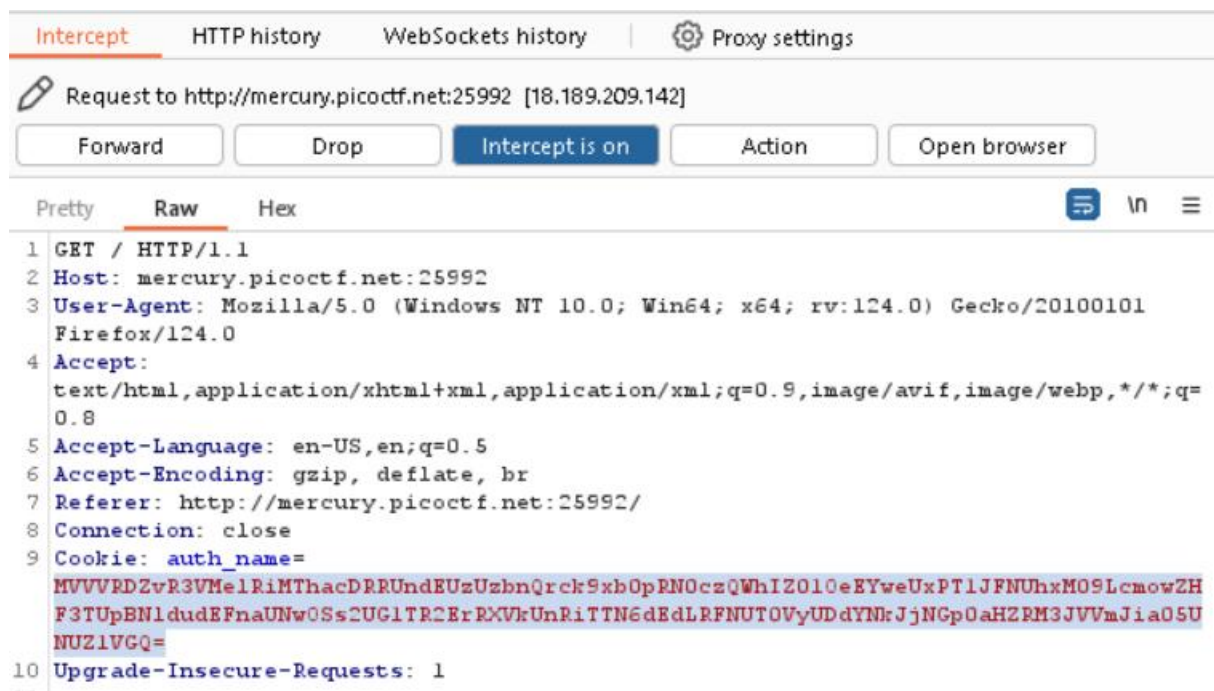 Intercept HTTP history WebSockets history Proxy settings
Request to http://mercury.picoctf.net:25992 [18.189.209.142]
Forward Drop Intercept is on Action Open browser
Pretty Raw Hex \n
1 GET / HTTP/1.1
2 Host: mercury.picoctf.net:25992
3 User-Agent: Mozilla/5.0 (Windows NT 10.0; Win64; x64; rv:124.0) Gecko/20100101
Firefox/124.0
4 Accept:
text/html,application/xhtml+xml,application/xml;q=0.9,image/avif,image/webp,*/*;q=
0.8
5 Accept-Language: en-US,en;q=0.5
6 Accept-Encoding: gzip, deflate, br
7 Referer: http://mercury.picoctf.net:25992/
8 Connection: close
9 Cookie: auth_name=
10 Upgrade-Insecure-Requests: 1